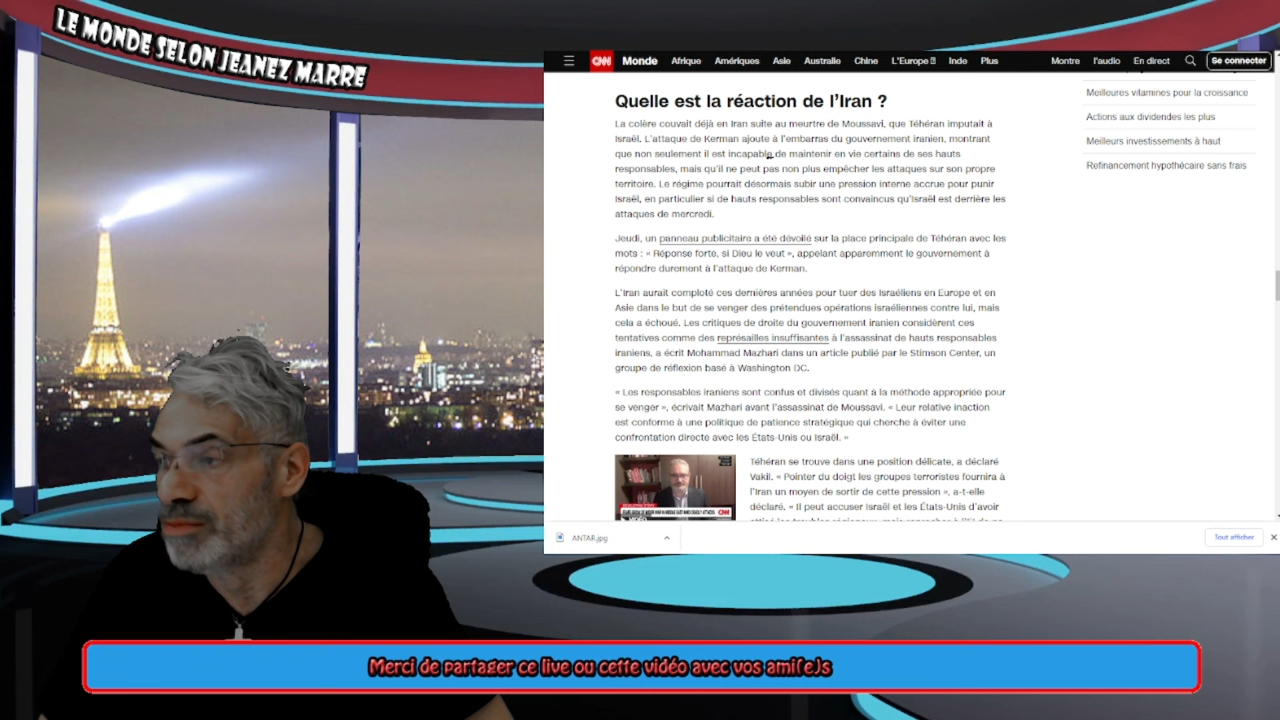 LE MONDE SELON JEANEZ MARRE
CNN Monde Afrique Amériques Asie Australie Chine L'Europe Inde Plus Montre l'audio En direct Se connecter
Quelle est la réaction de l'Iran ?
La colère couvait déjà en Iran suite au meurtre de Moussavi, que Téhéran imputait à
Israël. L'attaque de Kerman ajoute à l'embarras du gouvernement iranien, montrant
que non seulement il est incapable de maintenir en vie certains de ses hauts
responsables, mais qu'il ne peut pas non plus empêcher les attaques sur son propre
territoire. Le régime pourrait désormais subir une pression interne accrue pour punir
Israël, en particulier si de hauts responsables sont convaincus qu'Israël est derrière les
attaques de mercredi.
Jeudi, un panneau publicitaire a été dévoilé sur la place principale de Téhéran avec les
mots : « Réponse forte, si Dieu le veut », appelant apparemment le gouvernement à
répondre durement à l'attaque de Kerman.
L'Iran aurait comploté ces dernières années pour tuer des Israéliens en Europe et en
Asie dans le but de se venger des prétendues opérations israéliennes contre lui, mais
cela a échoué. Les critiques de droite du gouvernement iranien considèrent ces
tentatives comme des représailles insuffisantes à l'assassinat de hauts responsables
iraniens, a écrit Mohammad Mazhari dans un article publié par le Stimson Center, un
groupe de réflexion basé à Washington DC.
« Les responsables iraniens sont confus et divisés quant à la méthode appropriée pour
se venger », écrivait Mazhari avant l'assassinat de Moussavi. « Leur relative inaction
est conforme à une politique de patience stratégique qui cherche à éviter une
confrontation directe avec les États-Unis ou Israël. »
Téhéran se trouve dans une position délicate, a déclaré
Vakil. « Pointer du doigt les groupes terroristes fournira à
l'Iran un moyen de sortir de cette pression », a-t-elle
déclaré. « Il peut accuser Israël et les États-Unis d'avoir
Meilleures vitamines pour la croissance
Actions aux dividendes les plus
Meilleurs investissements à haut
Refinancement hypothécaire sans frais
CNN
ANTAR.jpg
Tout afficher
Merci de partager ce live ou cette vidéo avec vos ami(e)s